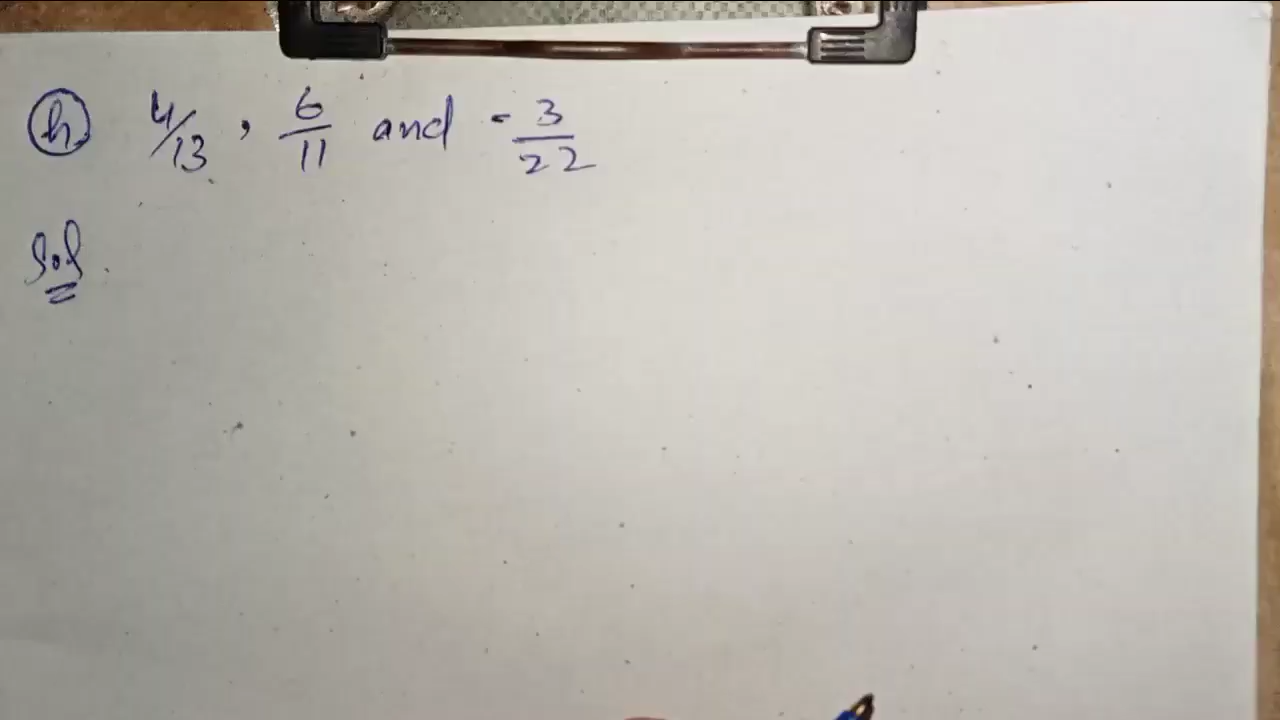 (h) 4/13, 6/11 and -3/22
Sol.